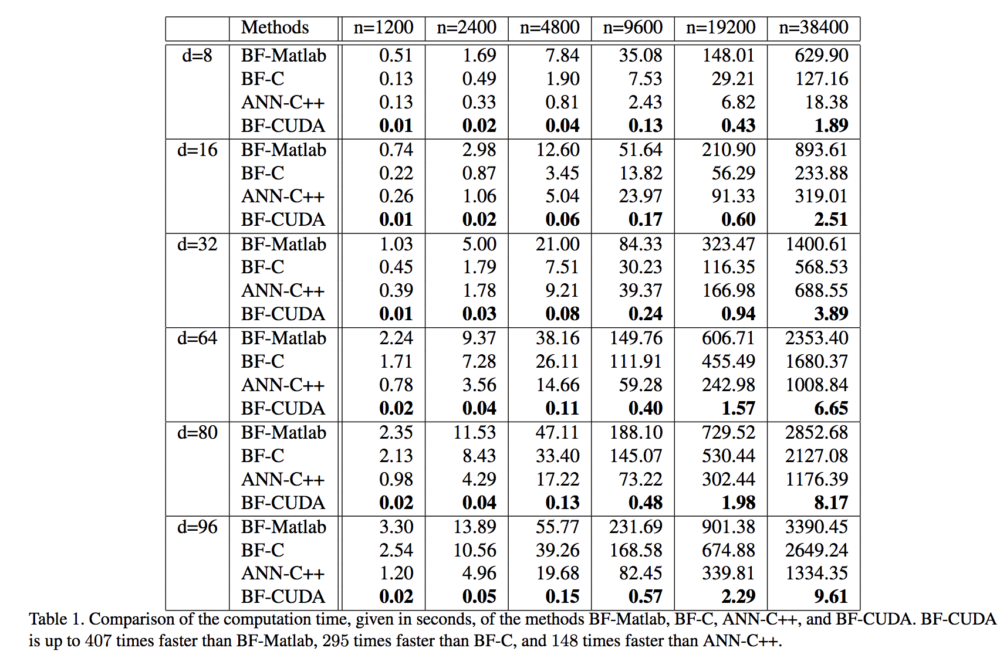 Methods n=1200 n=2400 n=4800 n=9600 n=19200 n=38400
d=8 BF-Matlab 0.51 1.69 7.84 35.08 148.01 629.90
BF-C 0.13 0.49 1.90 7.53 29.21 127.16
ANN-C++ 0.13 0.33 0.81 2.43 6.82 18.38
BF-CUDA 0.01 0.02 0.04 0.13 0.43 1.89
d=16 BF-Matlab 0.74 2.98 12.60 51.64 210.90 893.61
BF-C 0.22 0.87 3.45 13.82 56.29 233.88
ANN-C++ 0.26 1.06 5.04 23.97 91.33 319.01
BF-CUDA 0.01 0.02 0.06 0.17 0.60 2.51
d=32 BF-Matlab 1.03 5.00 21.00 84.33 323.47 1400.61
BF-C 0.45 1.79 7.51 30.23 116.35 568.53
ANN-C++ 0.39 1.78 9.21 39.37 166.98 688.55
BF-CUDA 0.01 0.03 0.08 0.24 0.94 3.89
d=64 BF-Matlab 2.24 9.37 38.16 149.76 606.71 2353.40
BF-C 1.71 7.28 26.11 111.91 455.49 1680.37
ANN-C++ 0.78 3.56 14.66 59.28 242.98 1008.84
BF-CUDA 0.02 0.04 0.11 0.40 1.57 6.65
d=80 BF-Matlab 2.35 11.53 47.11 188.10 729.52 2852.68
BF-C 2.13 8.43 33.40 145.07 530.44 2127.08
ANN-C++ 0.98 4.29 17.22 73.22 302.44 1176.39
BF-CUDA 0.02 0.04 0.13 0.48 1.98 8.17
d=96 BF-Matlab 3.30 13.89 55.77 231.69 901.38 3390.45
BF-C 2.54 10.56 39.26 168.58 674.88 2649.24
ANN-C++ 1.20 4.96 19.68 82.45 339.81 1334.35
BF-CUDA 0.02 0.05 0.15 0.57 2.29 9.61
Table 1. Comparison of the computation time, given in seconds, of the methods BF-Matlab, BF-C, ANN-C++, and BF-CUDA. BF-CUDA
is up to 407 times faster than BF-Matlab, 295 times faster than BF-C, and 148 times faster than ANN-C++.